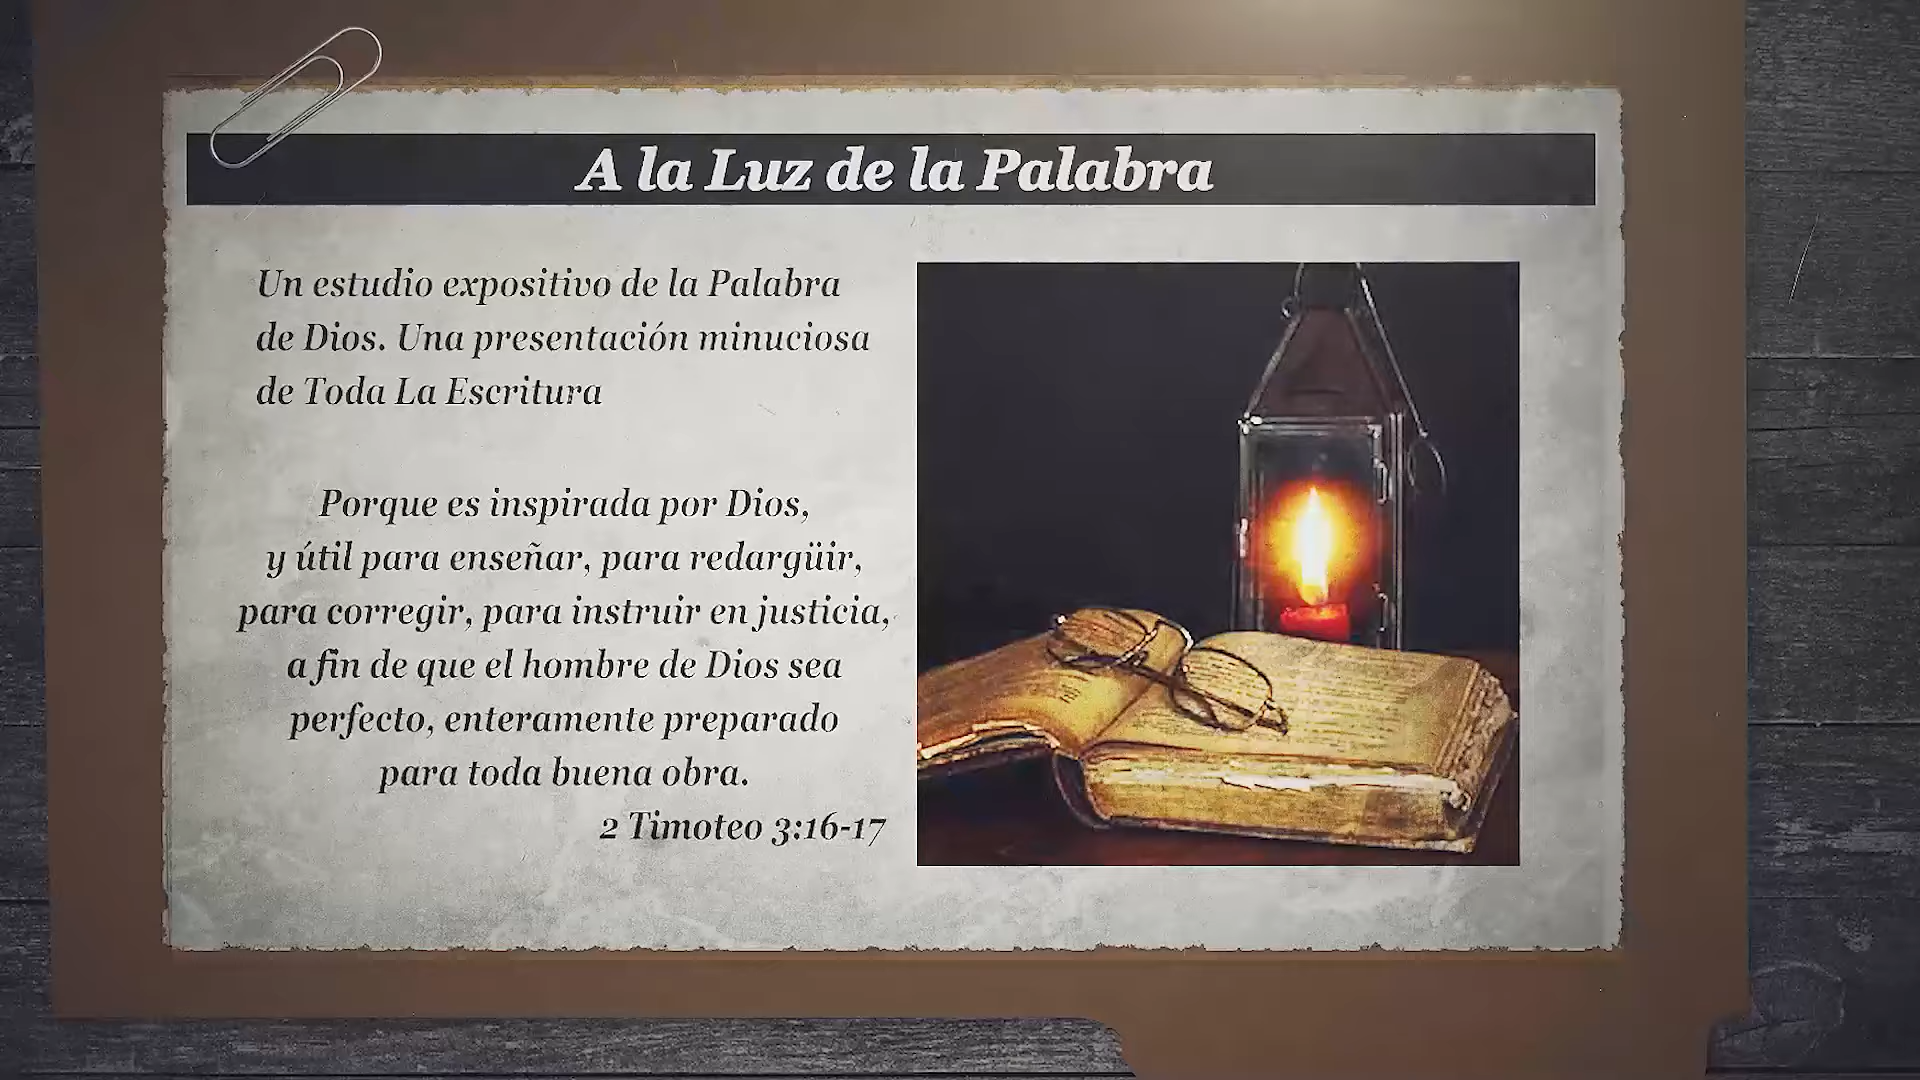 A la Luz de la Palabra
Un estudio expositivo de la Palabra
de Dios. Una presentación minuciosa
de Toda La Escritura
Porque es inspirada por Dios,
y útil para enseñar, para redargüir,
para corregir, para instruir en justicia,
a fin de que el hombre de Dios sea
perfecto, enteramente preparado
para toda buena obra.
2 Timoteo 3:16-17